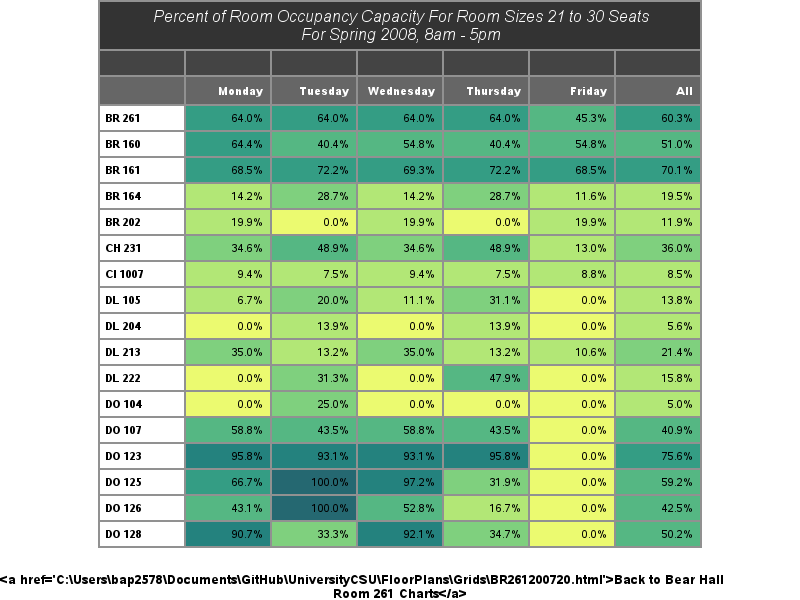 Percent of Room Occupancy Capacity For Room Sizes 21 to 30 Seats
For Spring 2008, 8am - 5pm
Monday Tuesday Wednesday Thursday Friday All
BR 261 64.0% 64.0% 64.0% 64.0% 45.3% 60.3%
BR 160 64.4% 40.4% 54.8% 40.4% 54.8% 51.0%
BR 161 68.5% 72.2% 69.3% 72.2% 68.5% 70.1%
BR 164 14.2% 28.7% 14.2% 28.7% 11.6% 19.5%
BR 202 19.9% 0.0% 19.9% 0.0% 19.9% 11.9%
CH 231 34.6% 48.9% 34.6% 48.9% 13.0% 36.0%
CI 1007 9.4% 7.5% 9.4% 7.5% 8.8% 8.5%
DL 105 6.7% 20.0% 11.1% 31.1% 0.0% 13.8%
DL 204 0.0% 13.9% 0.0% 13.9% 0.0% 5.6%
DL 213 35.0% 13.2% 35.0% 13.2% 10.6% 21.4%
DL 222 0.0% 31.3% 0.0% 47.9% 0.0% 15.8%
DO 104 0.0% 25.0% 0.0% 0.0% 0.0% 5.0%
DO 107 58.8% 43.5% 58.8% 43.5% 0.0% 40.9%
DO 123 95.8% 93.1% 93.1% 95.8% 0.0% 75.6%
DO 125 66.7% 100.0% 97.2% 31.9% 0.0% 59.2%
DO 126 43.1% 100.0% 52.8% 16.7% 0.0% 42.5%
DO 128 90.7% 33.3% 92.1% 34.7% 0.0% 50.2%
<a href='C:\Users\bap2578\Documents\GitHub\UniversityCSU\FloorPlans\Grids\BR261200720.html'>Back to Bear Hall
Room 261 Charts</a>